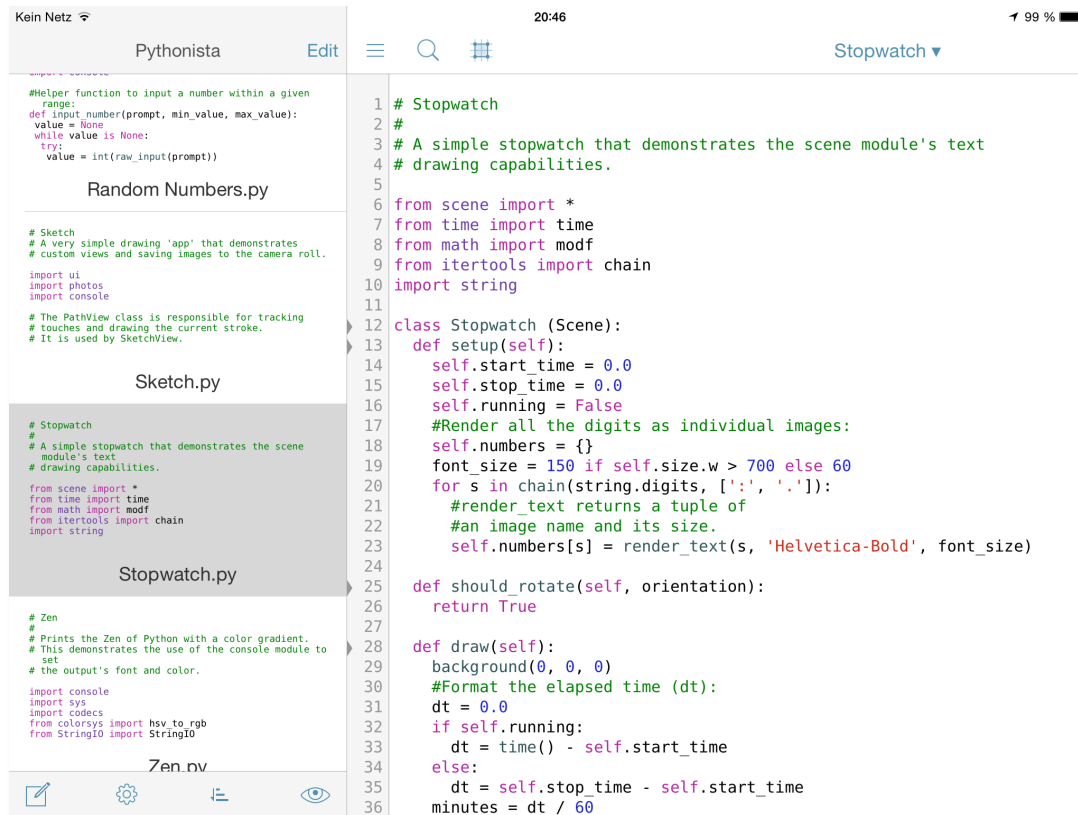 Kein Netz
20:46
99 %
Pythonista
Edit
Stopwatch ▾
import console
#Helper function to input a number within a given
range:
def input_number(prompt, min_value, max_value):
value = None
while value is None:
try:
value = int(raw_input(prompt))
Random Numbers.py
# Sketch
# A very simple drawing 'app' that demonstrates
# custom views and saving images to the camera roll.
import ui
import photos
import console
# The PathView class is responsible for tracking
# touches and drawing the current stroke.
# It is used by SketchView.
Sketch.py
# Stopwatch
#
# A simple stopwatch that demonstrates the scene
module's text
# drawing capabilities.
from scene import *
from time import time
from math import modf
from itertools import chain
import string
Stopwatch.py
# Zen
#
# Prints the Zen of Python with a color gradient.
# This demonstrates the use of the console module to
set
# the output's font and color.
import console
import sys
import codecs
from colorsys import hsv_to_rgb
from StringIO import StringIO
Zen.py
1 # Stopwatch
2 #
3 # A simple stopwatch that demonstrates the scene module's text
4 # drawing capabilities.
5
6 from scene import *
7 from time import time
8 from math import modf
9 from itertools import chain
10 import string
11
12 class Stopwatch (Scene):
13 def setup(self):
14 self.start_time = 0.0
15 self.stop_time = 0.0
16 self.running = False
17 #Render all the digits as individual images:
18 self.numbers = {}
19 font_size = 150 if self.size.w > 700 else 60
20 for s in chain(string.digits, [':', '.']):
21 #render_text returns a tuple of
22 #an image name and its size.
23 self.numbers[s] = render_text(s, 'Helvetica-Bold', font_size)
24
25 def should_rotate(self, orientation):
26 return True
27
28 def draw(self):
29 background(0, 0, 0)
30 #Format the elapsed time (dt):
31 dt = 0.0
32 if self.running:
33 dt = time() - self.start_time
34 else:
35 dt = self.stop_time - self.start_time
36 minutes = dt / 60